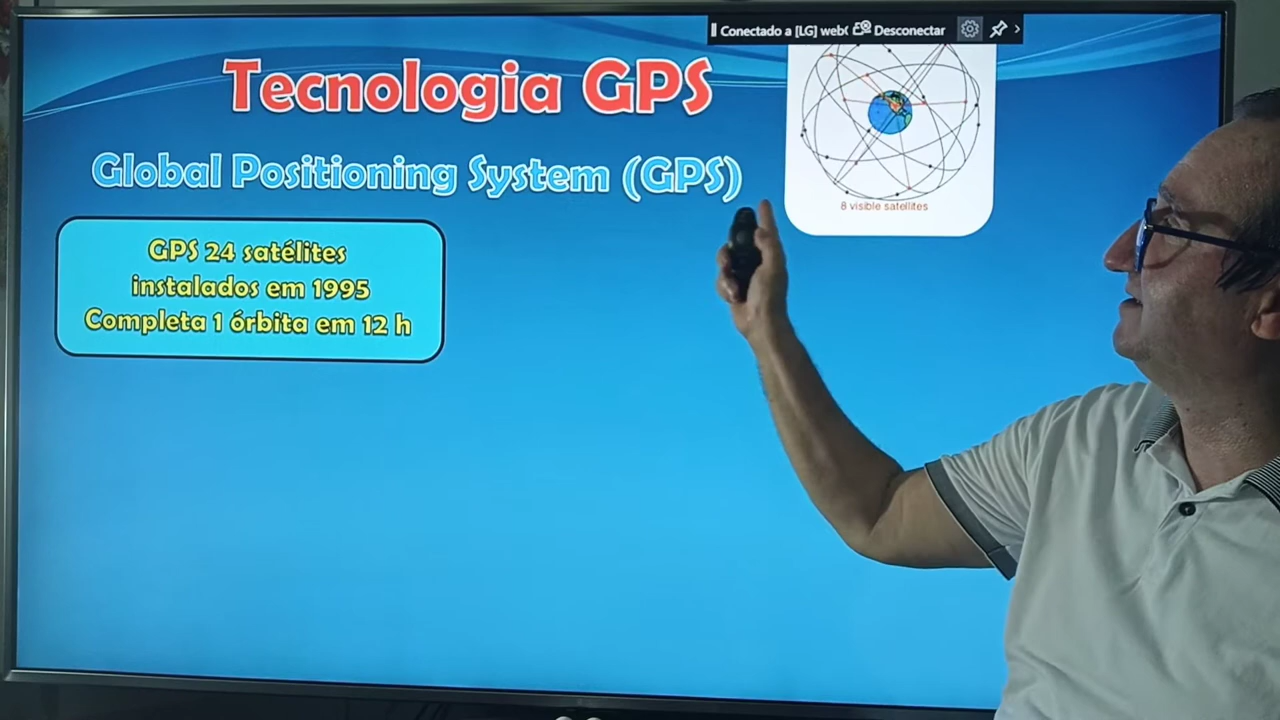 Conectado a [LG] web( Desconectar
Tecnologia GPS
Global Positioning System (GPS)
8 visible satellites
GPS 24 satélites
instalados em 1995
Completa 1 órbita em 12 h